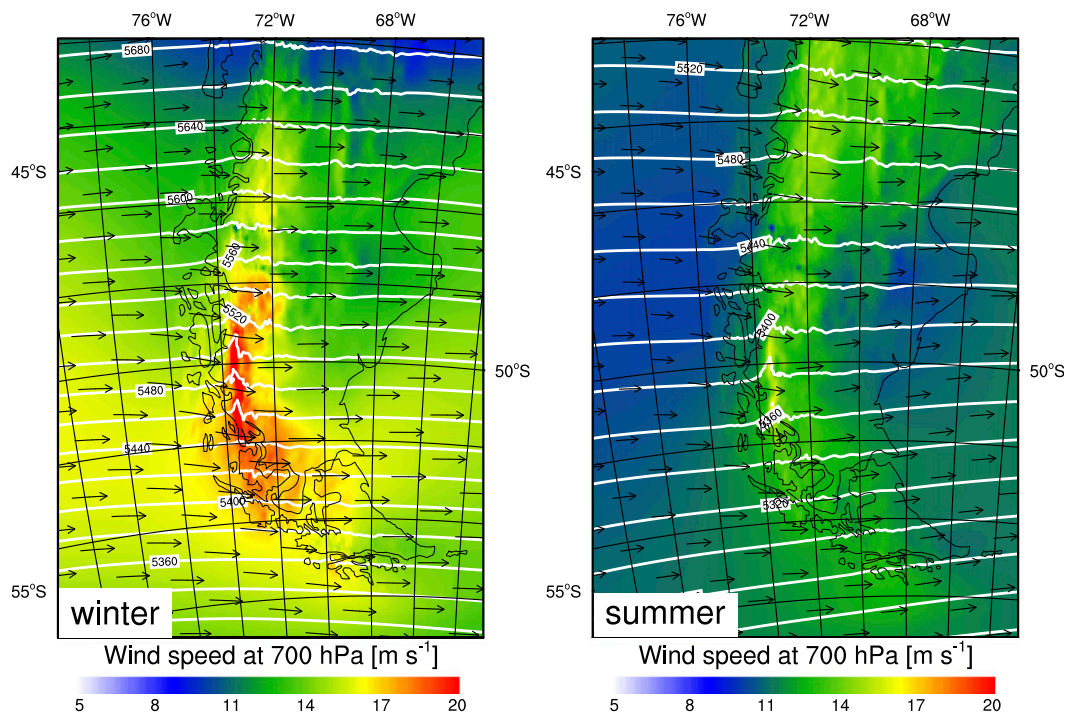 76°W 72°W 68°W 76°W 72°W 68°W
5680
5520
5640
45°S
5480
45°S
5600
5560
5440
5520
5400
50°S
50°S
5480
5360
5440
5400
5320
5360
55°S
55°S
winter
summer
Wind speed at 700 hPa [m s⁻¹]
Wind speed at 700 hPa [m s⁻¹]
5 8 11 14 17 20
5 8 11 14 17 20